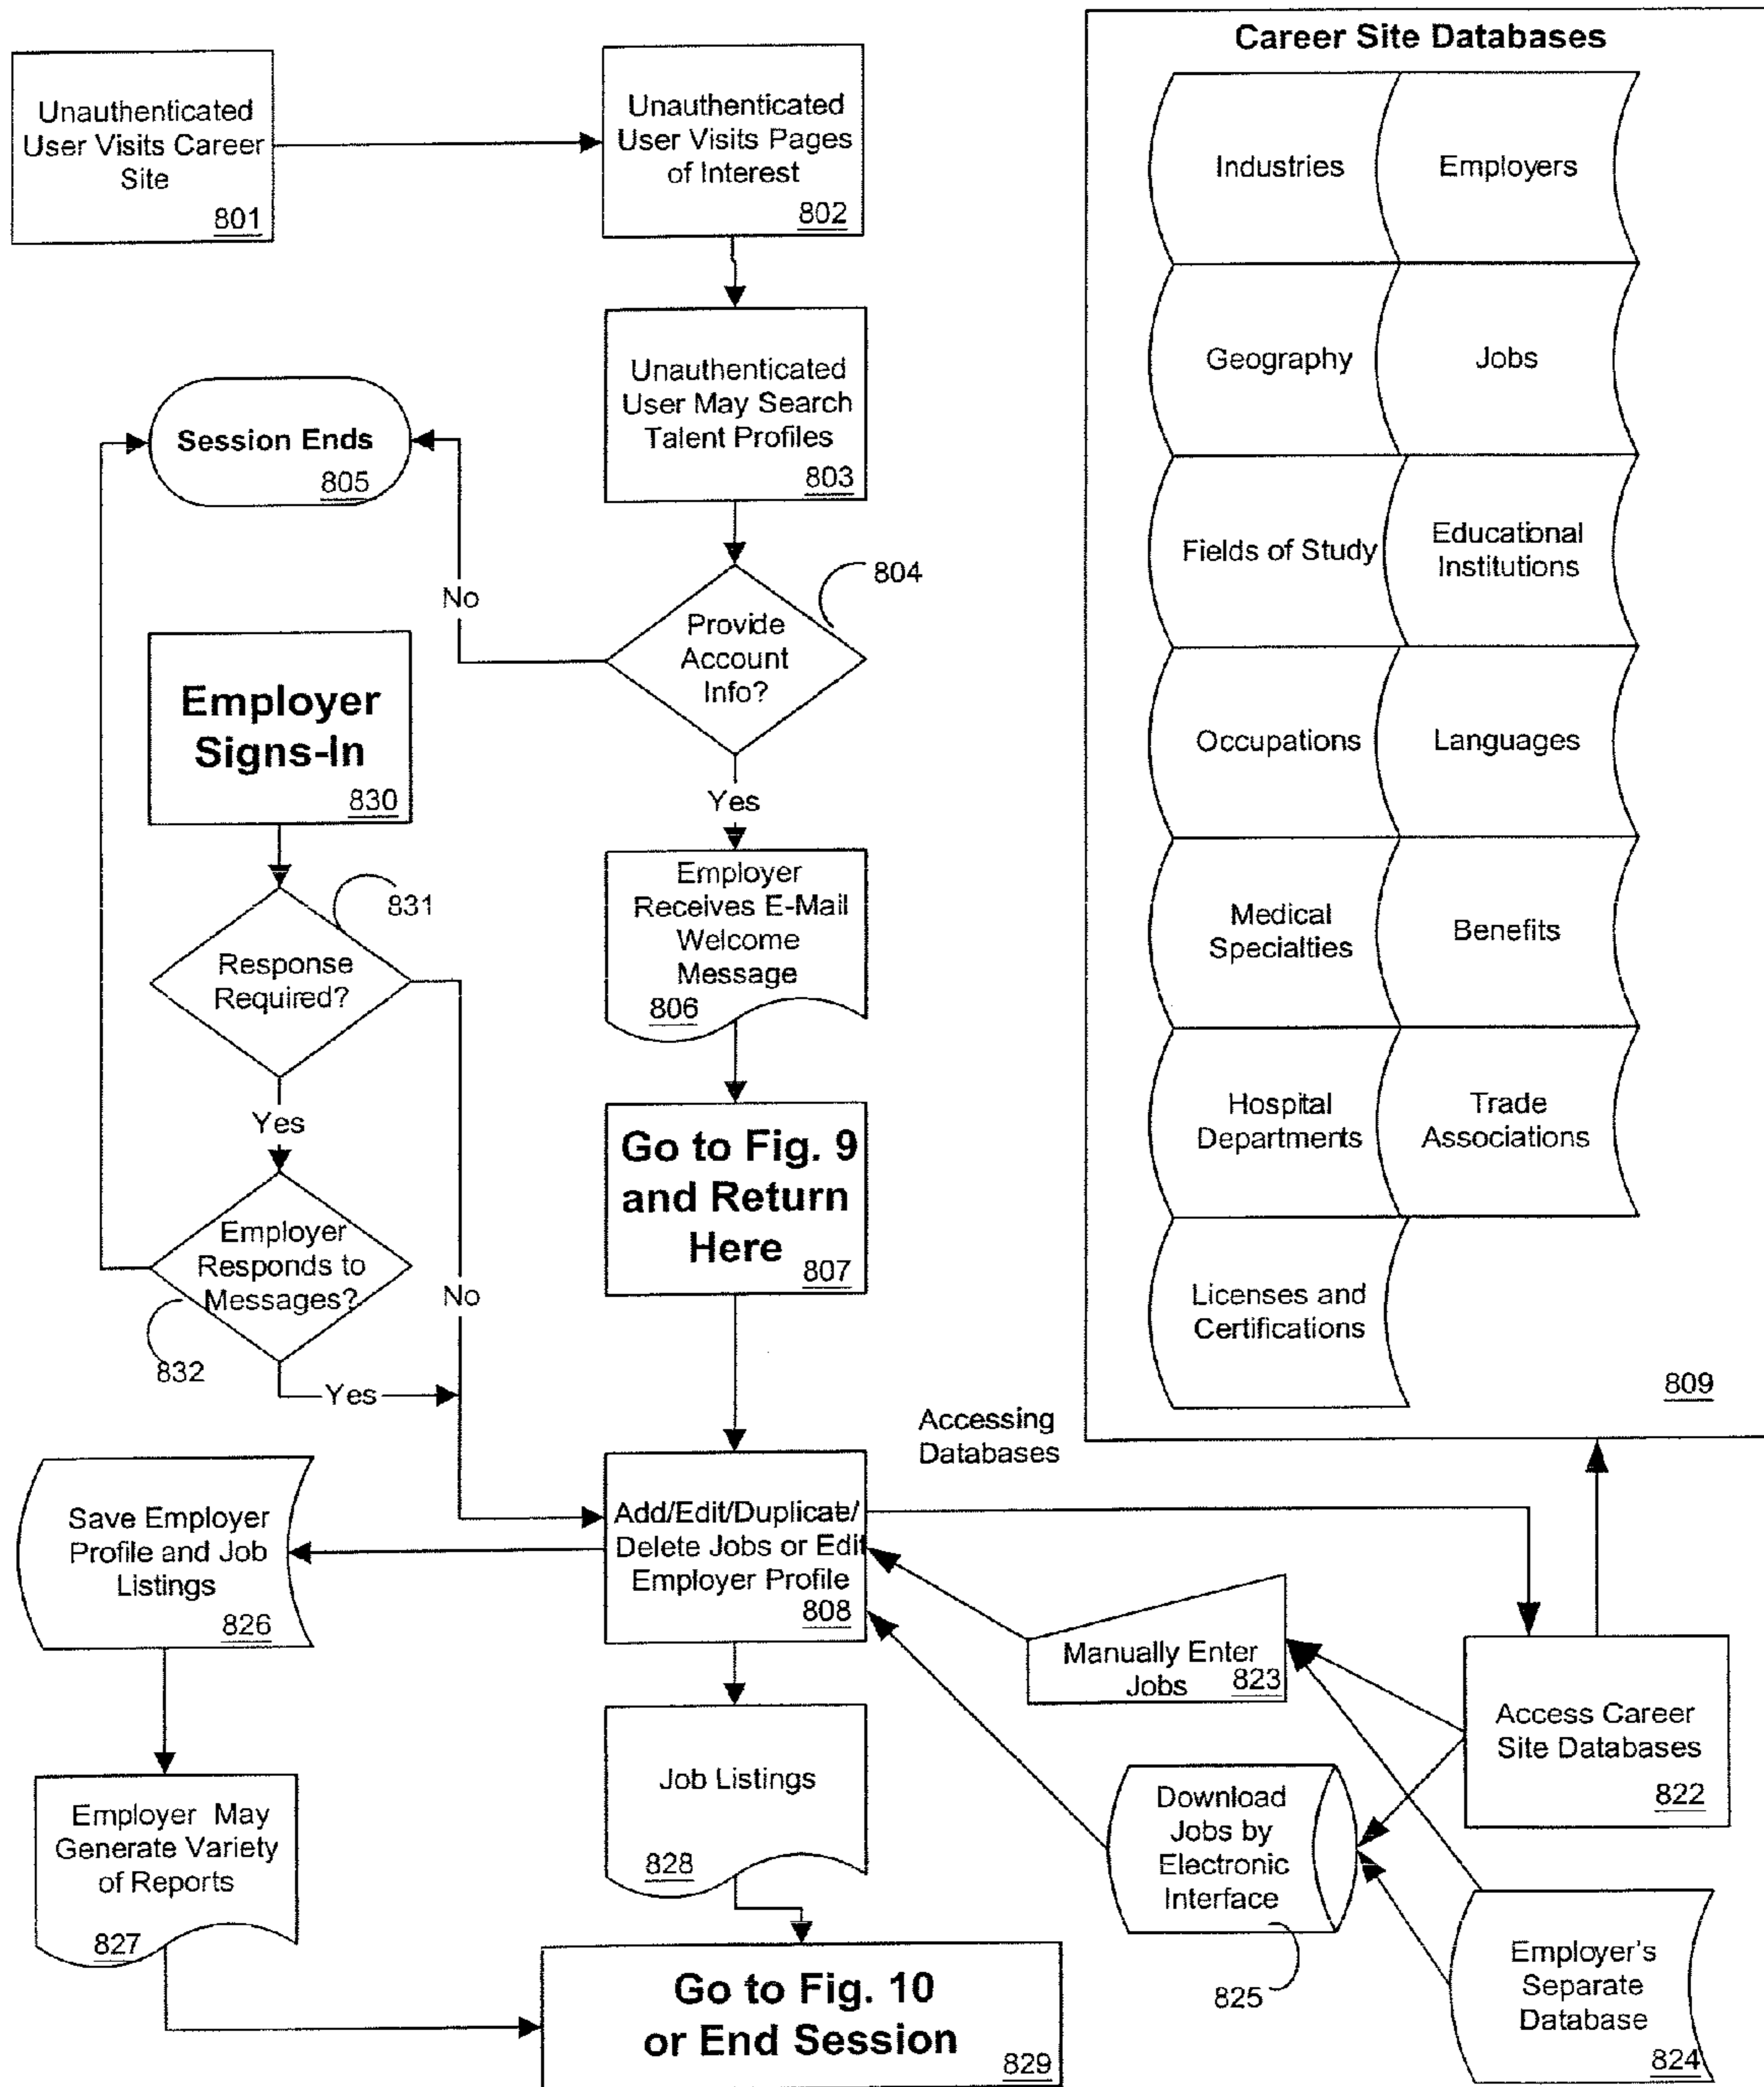 Unauthenticated
User Visits Career
Site
801
Unauthenticated
User Visits Pages
of Interest
802
Unauthenticated
User May Search
Talent Profiles
803
Session Ends
805
804
Provide
Account
Info?
No
Yes
Employer
Signs-In
830
831
Response
Required?
Yes
No
Employer
Responds to
Messages?
832
Yes
Employer
Receives E-Mail
Welcome
Message
806
Go to Fig. 9
and Return
Here
807
Career Site Databases
Industries
Employers
Geography
Jobs
Fields of Study
Educational
Institutions
Occupations
Languages
Medical
Specialties
Benefits
Hospital
Departments
Trade
Associations
Licenses and
Certifications
809
Accessing
Databases
Save Employer
Profile and Job
Listings
826
Add/Edit/Duplicate/
Delete Jobs or Edit
Employer Profile
808
Manually Enter
Jobs
823
Access Career
Site Databases
822
Employer May
Generate Variety
of Reports
827
Job Listings
828
Download
Jobs by
Electronic
Interface
825
Employer's
Separate
Database
824
Go to Fig. 10
or End Session
829